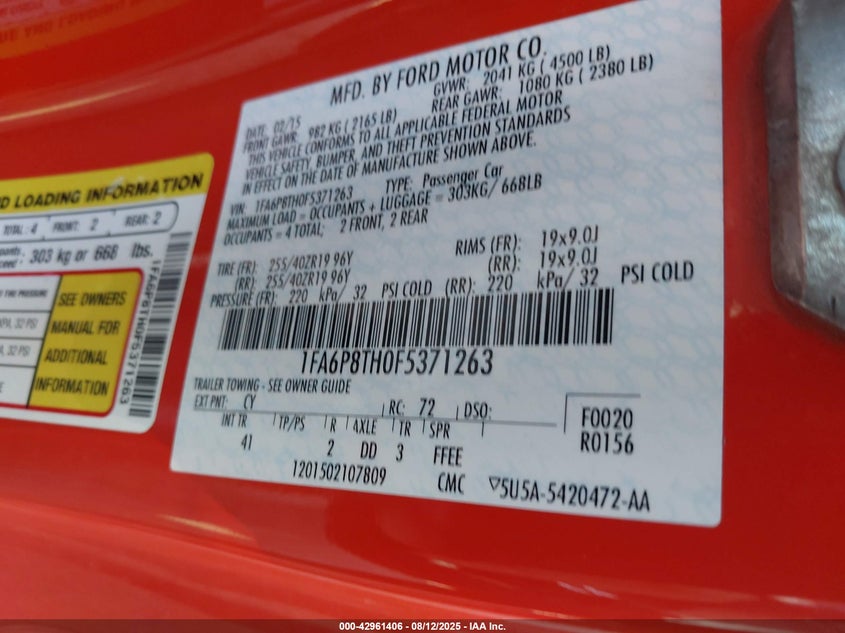 MFD. BY FORD MOTOR CO.
DATE: 02/15 GVWR: 2041 KG ( 4500 LB)
FRONT GAWR: 982 KG ( 2165 LB) REAR GAWR: 1080 KG ( 2380 LB)
THIS VEHICLE CONFORMS TO ALL APPLICABLE FEDERAL MOTOR
VEHICLE SAFETY, BUMPER, AND THEFT PREVENTION STANDARDS
IN EFFECT ON THE DATE OF MANUFACTURE SHOWN ABOVE.
VIN: 1FA6P8TH0F5371263 TYPE: Passenger Car
MAXIMUM LOAD = OCCUPANTS + LUGGAGE = 303KG/ 668LB
OCCUPANTS = 4 TOTAL; 2 FRONT, 2 REAR
TIRE (FR): 255/40ZR19 96Y RIMS (FR): 19x9.0J
(RR): 255/40ZR19 96Y (RR): 19x9.0J
PRESSURE (FR): 220 kPa/ 32 PSI COLD (RR): 220 kPa/ 32 PSI COLD
1FA6P8TH0F5371263
TRAILER TOWING - SEE OWNER GUIDE
EXT PNT: CY RC: 72 DSO:
INT TR TP/PS R AXLE TR SPR
41 2 DD 3 FFEE
F0020
R0156
1201502107B09 CMC 5U5A-5420472-AA
LOADING INFORMATION
TOTAL: 4 FRONT: 2 REAR: 2
303 kg or 668 lbs.
SEE OWNERS
MANUAL FOR
ADDITIONAL
INFORMATION
32 PSI
32 PSI
1FA6P8TH0F5371263
000-42961406 - 08/12/2025 - IAA Inc.